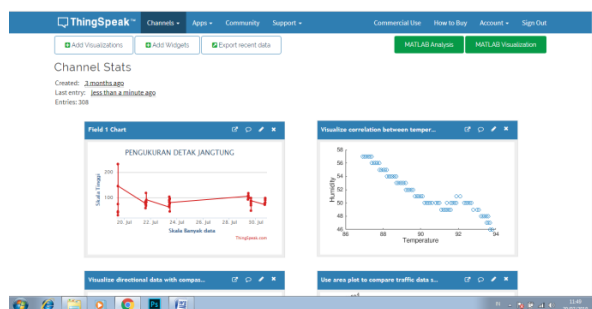 ThingSpeak™ Channels Apps Community Support Commercial Use How to Buy Account Sign Out
Add Visualizations Add Widgets Export recent data MATLAB Analysis MATLAB Visualization
Channel Stats
Created: 3 months ago
Last entry: less than a minute ago
Entries: 308
Field 1 Chart
PENGUKURAN DETAK JANGTUNG
Skala Tinggi
200
100
20. Jul 22. Jul 24. Jul 26. Jul 28. Jul 30. Jul
Skala Banyak data
ThingSpeak.com
Visualize correlation between temper...
Humidity
58
56
54
52
50
48
46
86 88 90 92 94
Temperature
Visualize directional data with compas...
Use area plot to compare traffic data s...
Ps
11:49